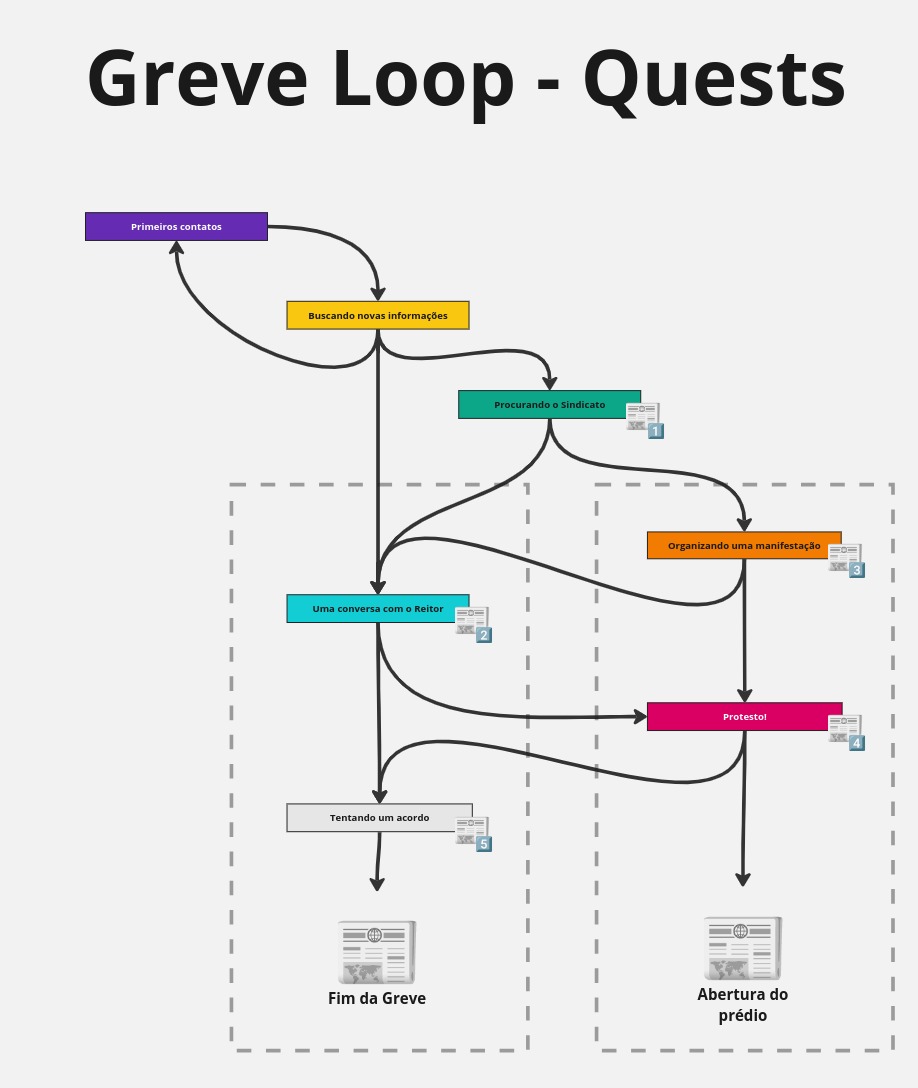 Greve Loop - Quests
Primeiros contatos
Buscando novas informações
Procurando o Sindicato
1
Organizando uma manifestação
3
Uma conversa com o Reitor
2
Protesto!
4
Tentando um acordo
5
Fim da Greve
Abertura do
prédio